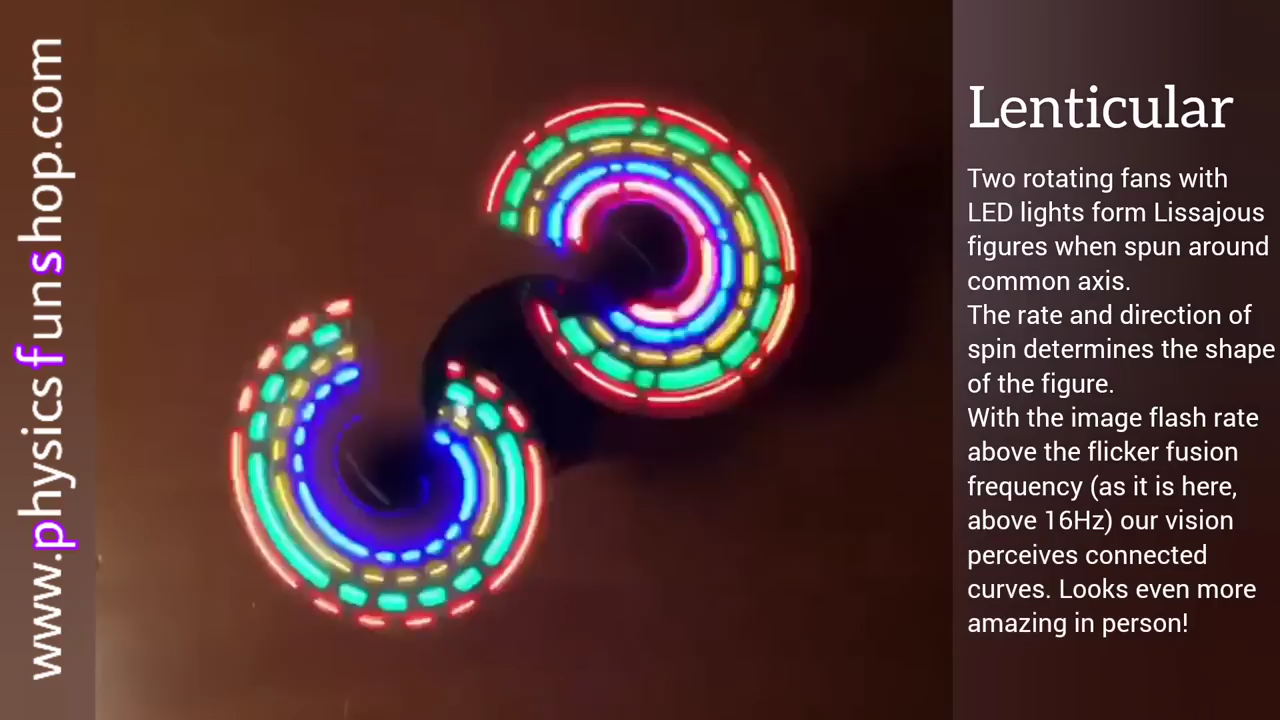 www.physicsfunshop.com
Lenticular
Two rotating fans with
LED lights form Lissajous
figures when spun around
common axis.
The rate and direction of
spin determines the shape
of the figure.
With the image flash rate
above the flicker fusion
frequency (as it is here,
above 16Hz) our vision
perceives connected
curves. Looks even more
amazing in person!